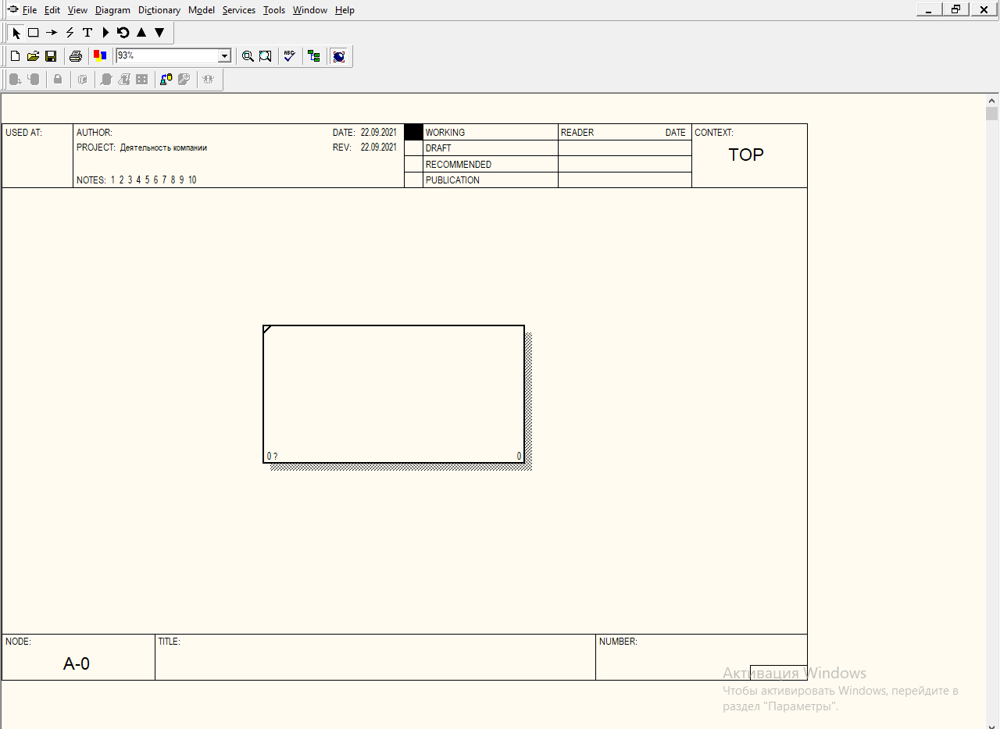 File Edit View Diagram Dictionary Model Services Tools Window Help
93%
ABC
USED AT: AUTHOR: DATE: 22.09.2021 WORKING READER DATE CONTEXT:
PROJECT: Деятельность компании REV: 22.09.2021 DRAFT TOP
RECOMMENDED
NOTES: 1 2 3 4 5 6 7 8 9 10 PUBLICATION
0 ? 0
NODE: TITLE: NUMBER:
A-0
Активация Windows
Чтобы активировать Windows, перейдите в
раздел "Параметры".